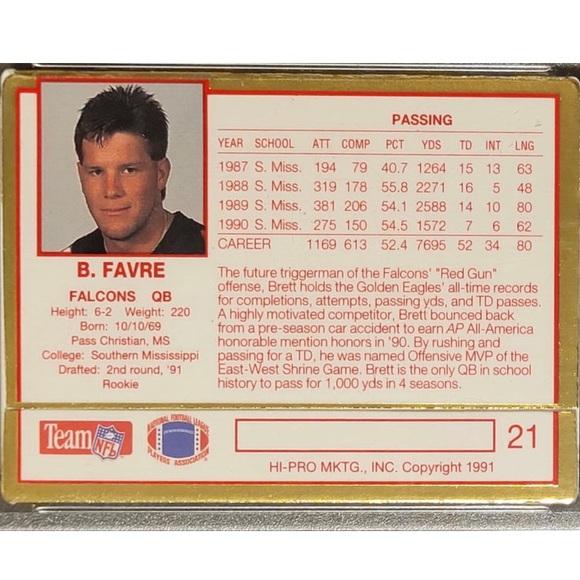 B. FAVRE
FALCONS QB
Height: 6-2 Weight: 220
Born: 10/10/69
Pass Christian, MS
College: Southern Mississippi
Drafted: 2nd round, '91
Rookie
PASSING
YEAR SCHOOL ATT COMP PCT YDS TD INT LNG
1987 S. Miss. 194 79 40.7 1264 15 13 63
1988 S. Miss. 319 178 55.8 2271 16 5 48
1989 S. Miss. 381 206 54.1 2588 14 10 80
1990 S. Miss. 275 150 54.5 1572 7 6 62
CAREER 1169 613 52.4 7695 52 34 80
The future triggerman of the Falcons' "Red Gun"
offense, Brett holds the Golden Eagles' all-time records
for completions, attempts, passing yds, and TD passes.
A highly motivated competitor, Brett bounced back
from a pre-season car accident to earn AP All-America
honorable mention honors in '90. By rushing and
passing for a TD, he was named Offensive MVP of the
East-West Shrine Game. Brett is the only QB in school
history to pass for 1,000 yds in 4 seasons.
Team NFL
NATIONAL FOOTBALL LEAGUE
PLAYERS ASSOCIATION
21
HI-PRO MKTG., INC. Copyright 1991